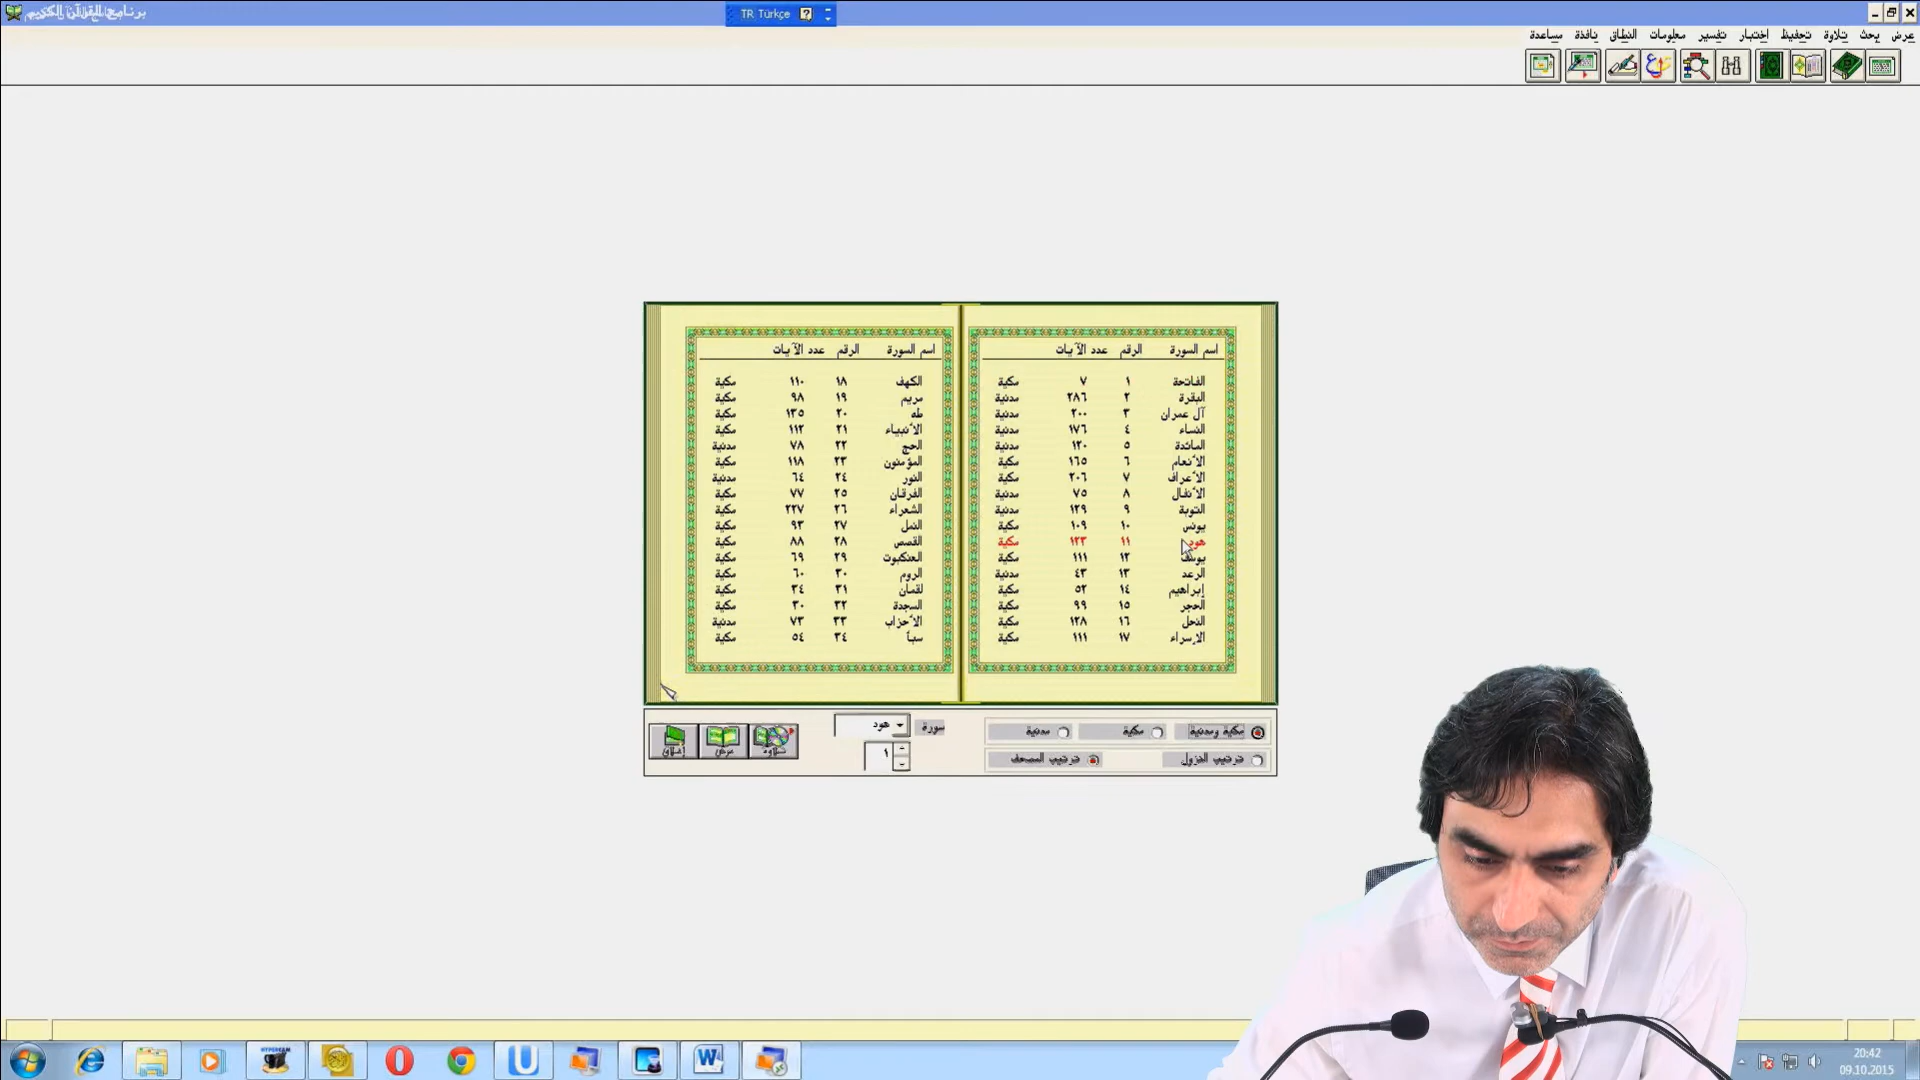 برنامج القرآن الكريم
TR Türkçe
عرض بحث تلاوة تحفيظ اختبار تفسير معلومات النطاق نافذة مساعدة
اسم السورة الرقم عدد الآيات
الفاتحة ١ ٧ مكية
البقرة ٢ ٢٨٦ مدنية
آل عمران ٣ ٢٠٠ مدنية
النساء ٤ ١٧٦ مدنية
المائدة ٥ ١٢٠ مدنية
الأنعام ٦ ١٦٥ مكية
الأعراف ٧ ٢٠٦ مكية
الأنفال ٨ ٧٥ مدنية
التوبة ٩ ١٢٩ مدنية
يونس ١٠ ١٠٩ مكية
هود ١١ ١٢٣ مكية
يوسف ١٢ ١١١ مكية
الرعد ١٣ ٤٣ مدنية
إبراهيم ١٤ ٥٢ مكية
الحجر ١٥ ٩٩ مكية
النحل ١٦ ١٢٨ مكية
الإسراء ١٧ ١١١ مكية
اسم السورة الرقم عدد الآيات
الكهف ١٨ ١١٠ مكية
مريم ١٩ ٩٨ مكية
طه ٢٠ ١٣٥ مكية
الأنبياء ٢١ ١١٢ مكية
الحج ٢٢ ٧٨ مدنية
المؤمنون ٢٣ ١١٨ مكية
النور ٢٤ ٦٤ مدنية
الفرقان ٢٥ ٧٧ مكية
الشعراء ٢٦ ٢٢٧ مكية
النمل ٢٧ ٩٣ مكية
القصص ٢٨ ٨٨ مكية
العنكبوت ٢٩ ٦٩ مكية
الروم ٣٠ ٦٠ مكية
لقمان ٣١ ٣٤ مكية
السجدة ٣٢ ٣٠ مكية
الأحزاب ٣٣ ٧٣ مدنية
سبأ ٣٤ ٥٤ مكية
مكية ومدنية مكية مدنية
ترتيب النزول ترتيب المصحف
سورة هود
١
تلاوة عرض إغلاق
20:42
09.10.2015